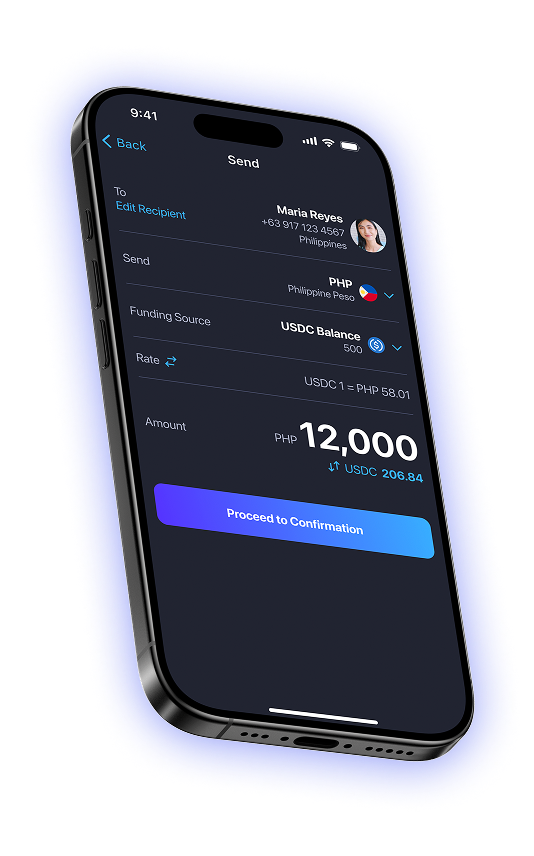 9:41
Back
Send
To
Edit Recipient
Maria Reyes
+63 917 123 4567
Philippines
Send
PHP
Philippine Peso
Funding Source
USDC Balance
500
Rate
USDC 1 = PHP 58.01
Amount
PHP 12,000
USDC 206.84
Proceed to Confirmation